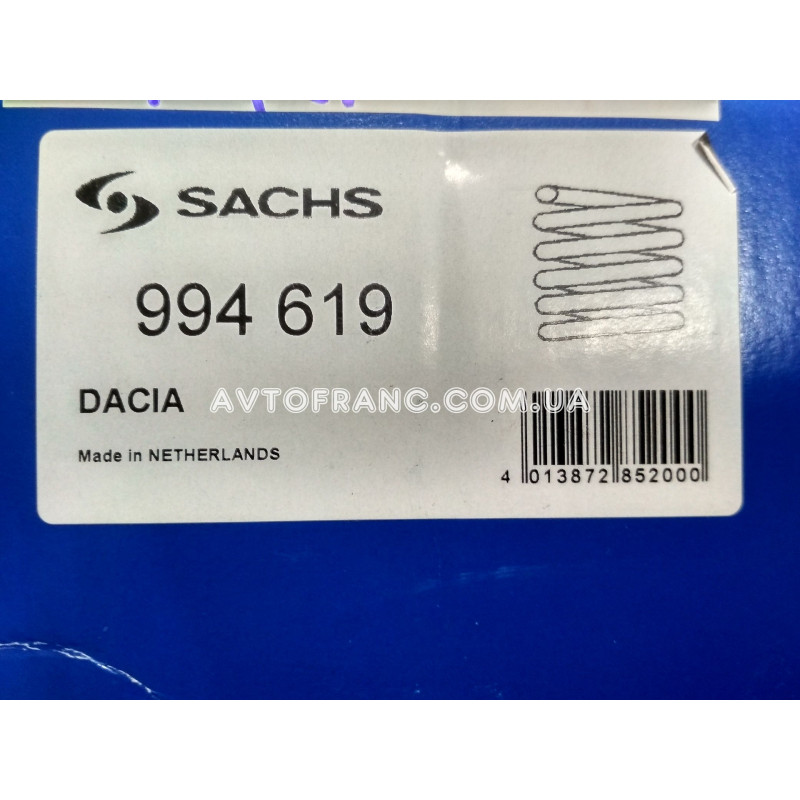 SACHS
994 619
DACIA
AVTOFRANC.COM.UA
Made in NETHERLANDS
4 013872 852000